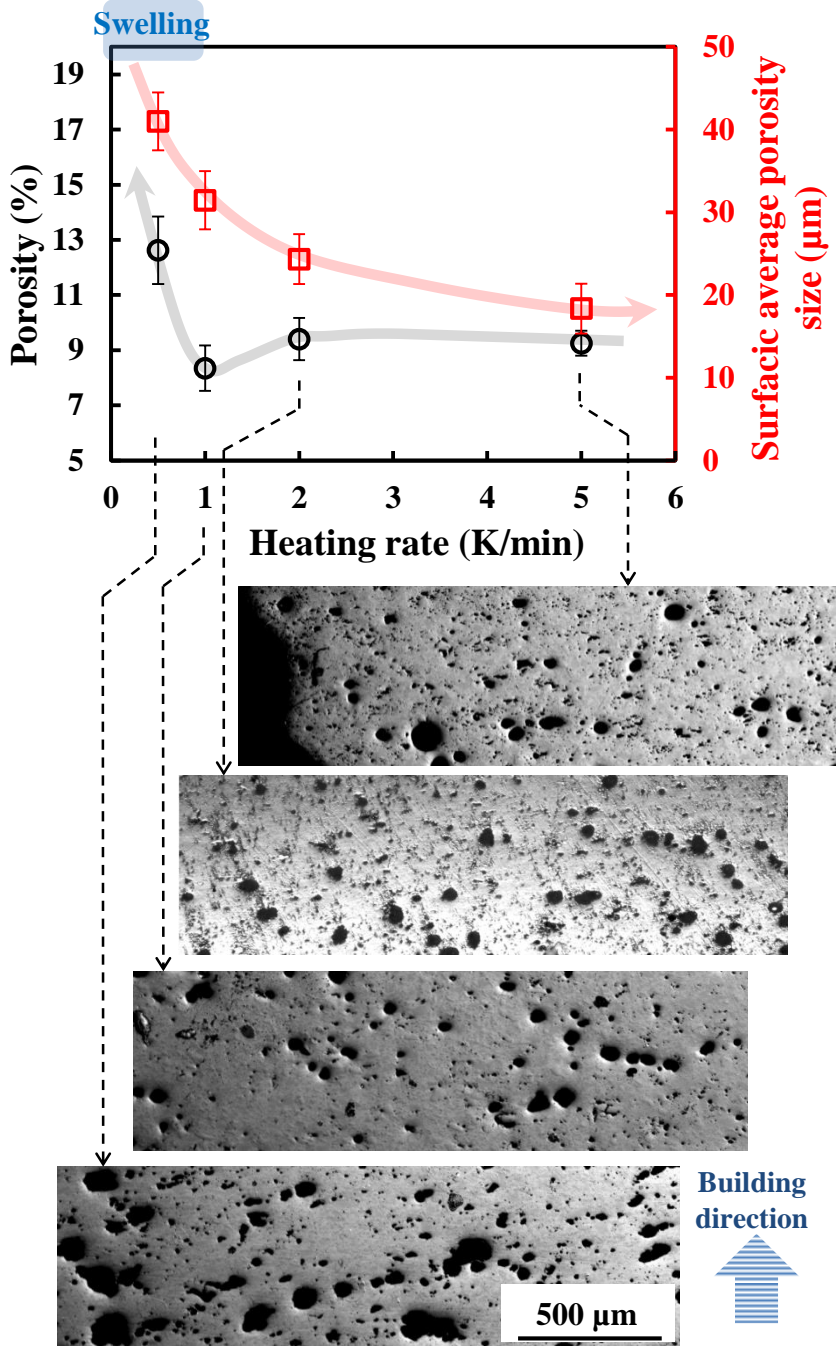 Swelling
19
17
15
13
11
9
7
5
Porosity (%)
50
40
30
20
10
0
Surfacic average porosity
size (µm)
0 1 2 3 4 5 6
Heating rate (K/min)
Building
direction
500 µm